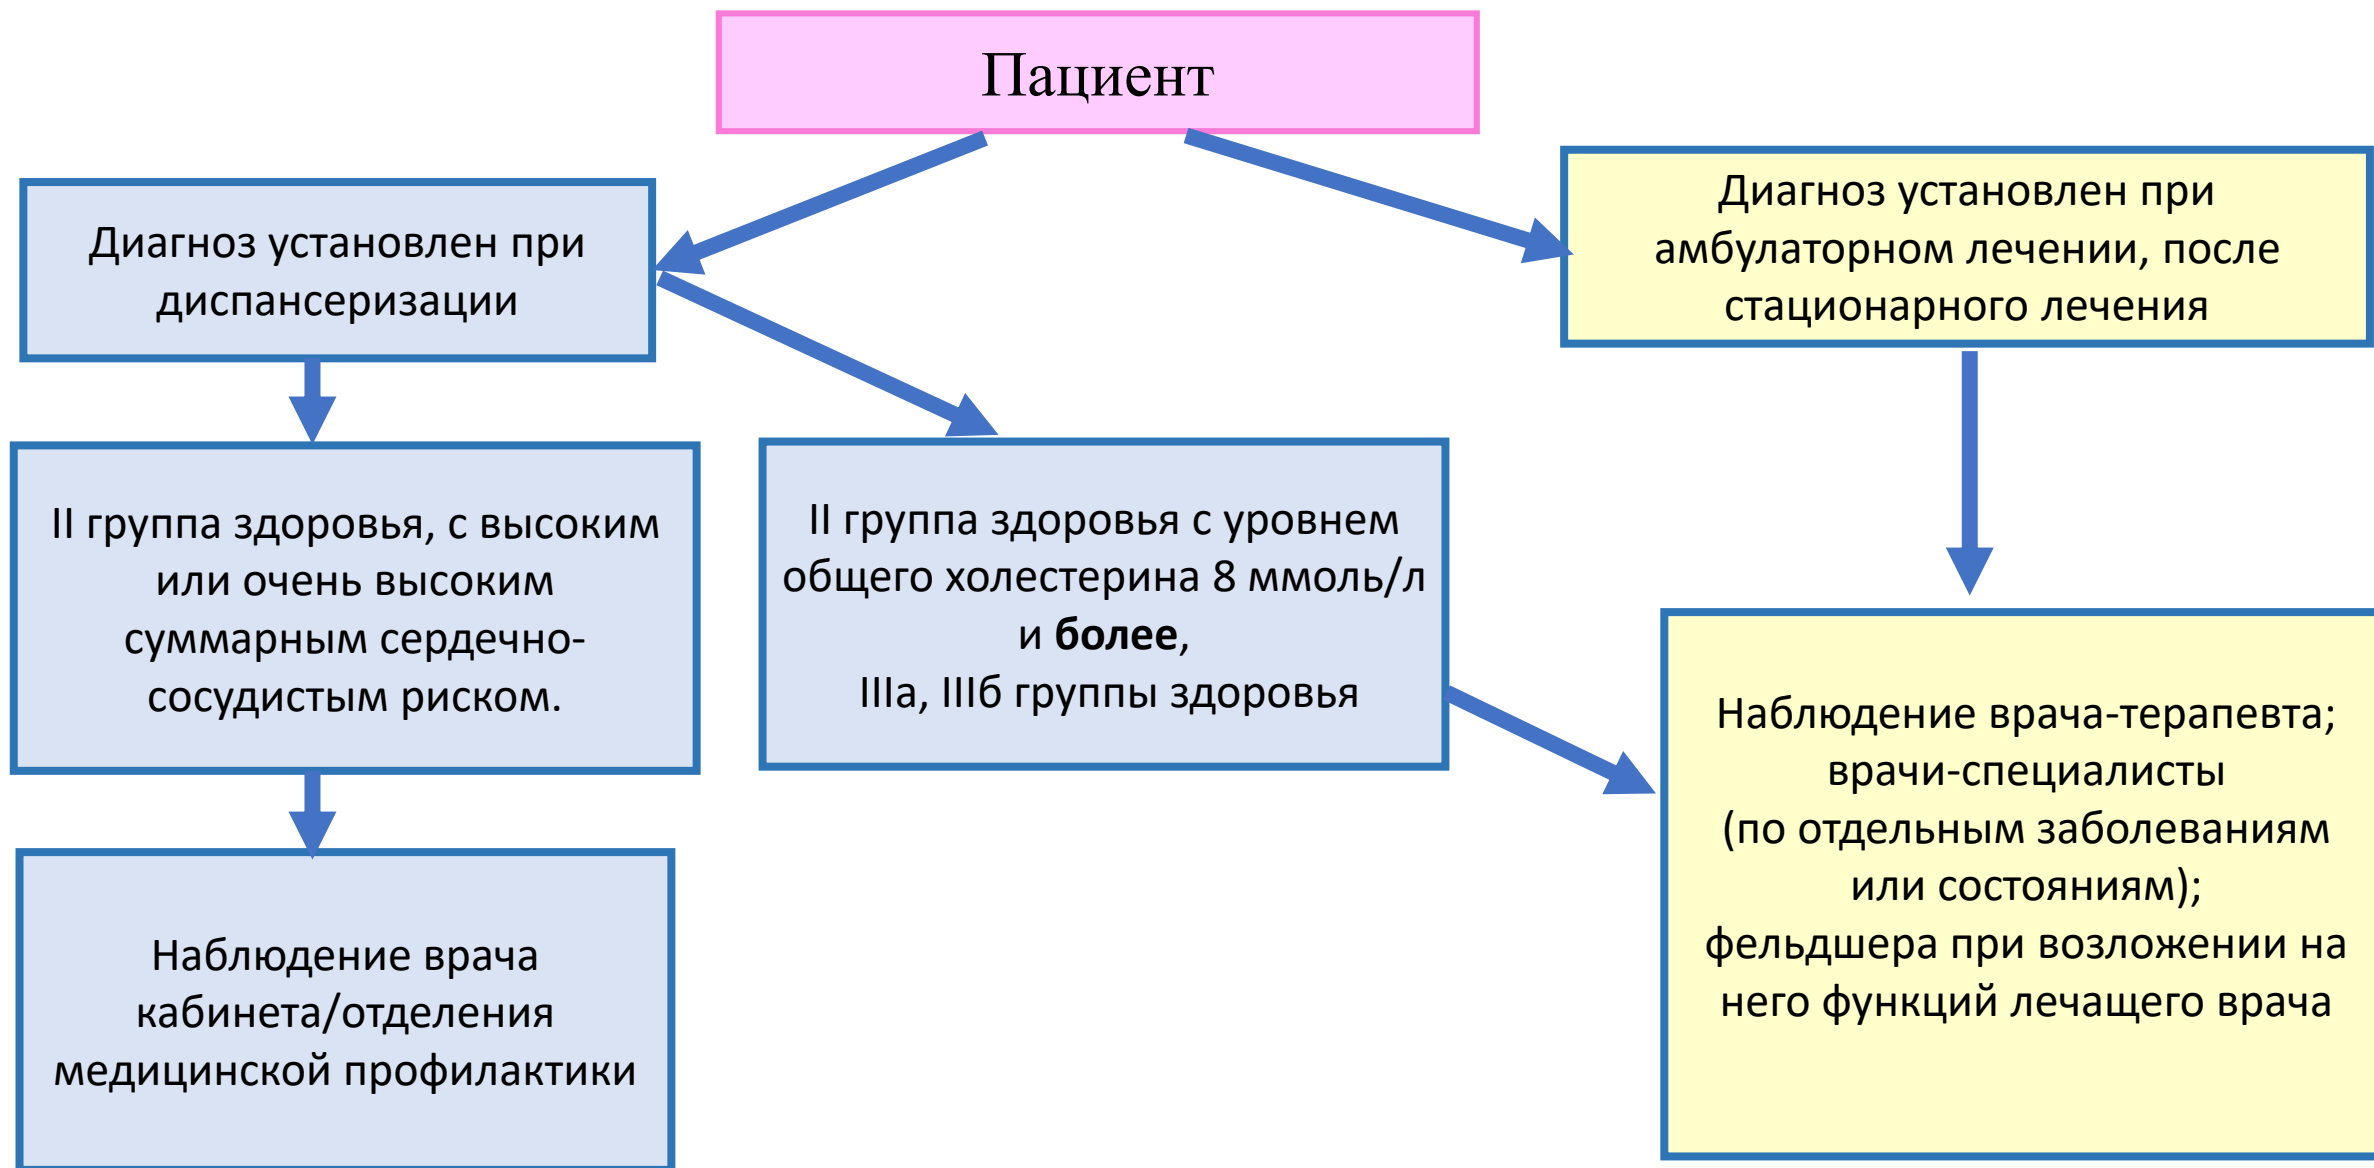 Пациент
Диагноз установлен при
диспансеризации
Диагноз установлен при
амбулаторном лечении, после
стационарного лечения
II группа здоровья, с высоким
или очень высоким
суммарным сердечно-
сосудистым риском.
II группа здоровья с уровнем
общего холестерина 8 ммоль/л
и более,
IIIа, IIIб группы здоровья
Наблюдение врача-терапевта;
врачи-специалисты
(по отдельным заболеваниям
или состояниям);
фельдшера при возложении на
него функций лечащего врача
Наблюдение врача
кабинета/отделения
медицинской профилактики